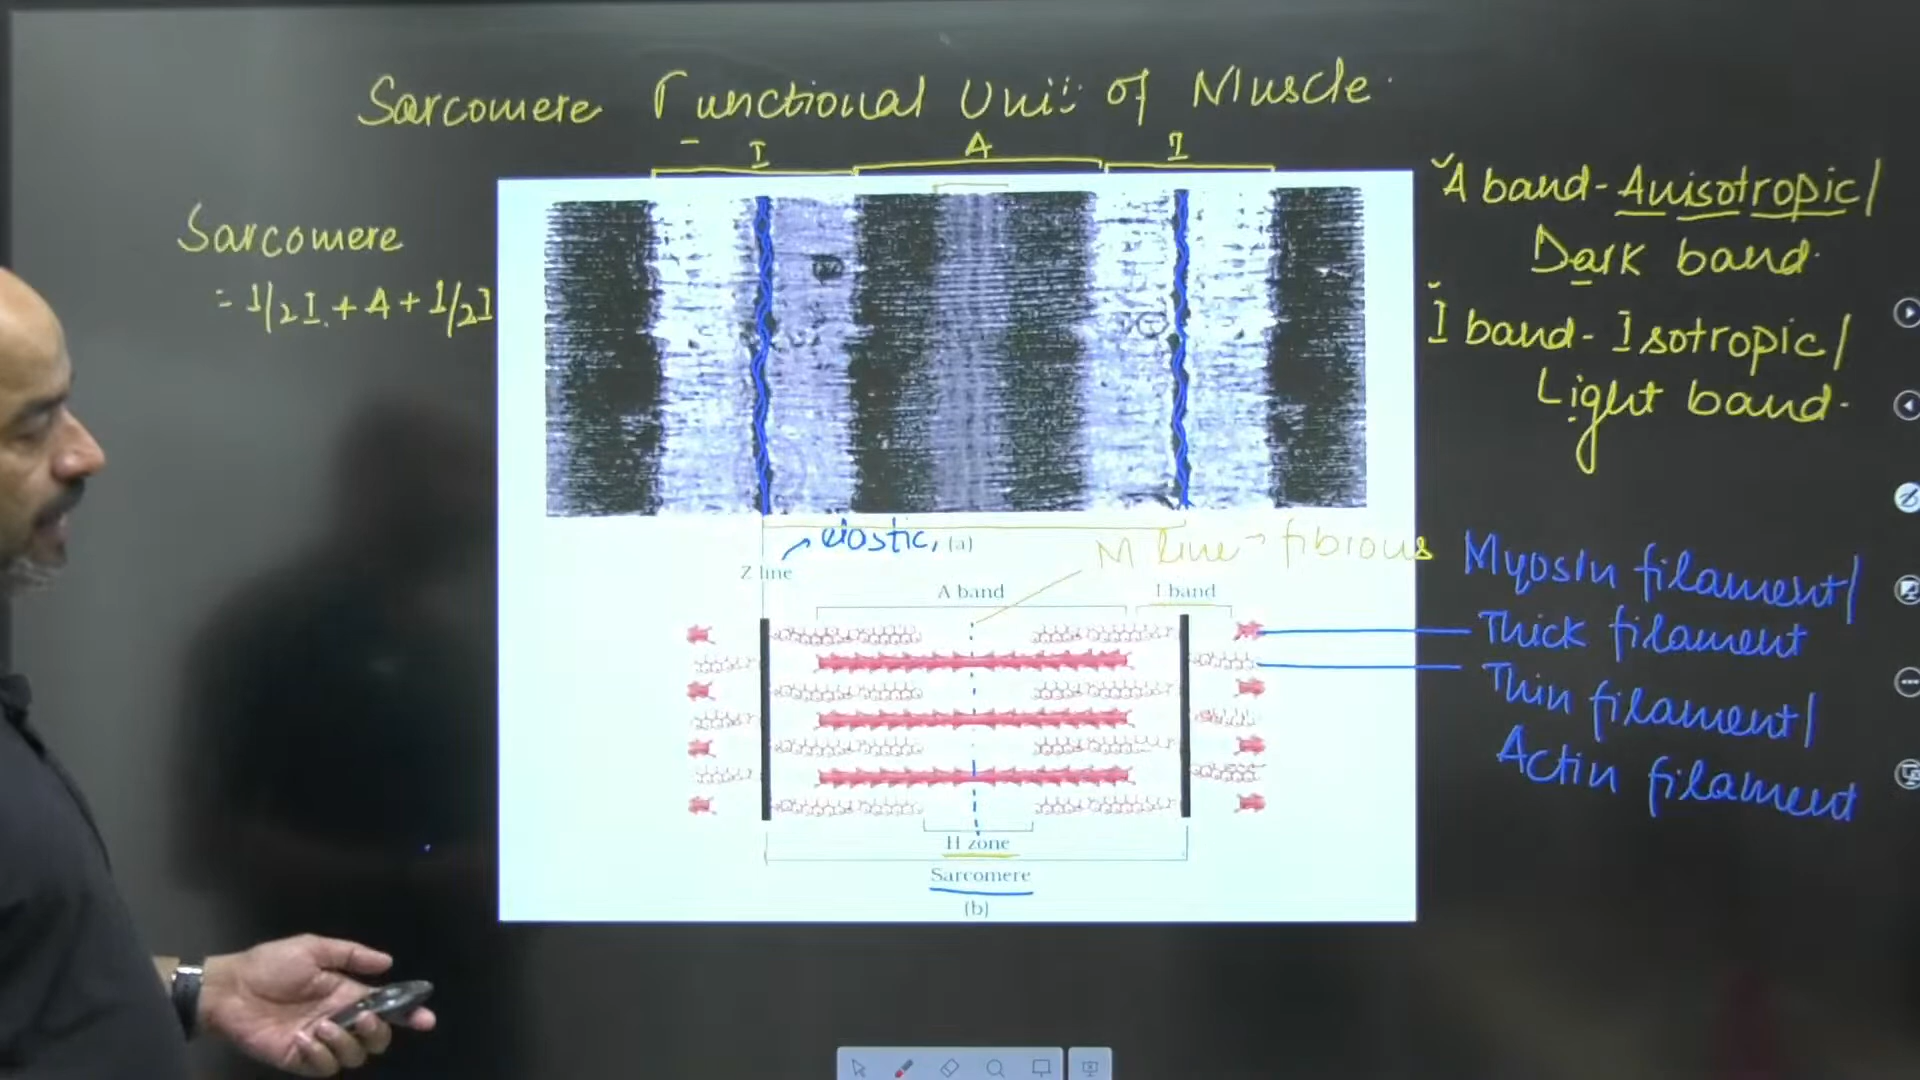 Sarcomere Functional Unit of Muscle.
I A I
Sarcomere
= 1/2 I. + A + 1/2 I
A band - Anisotropic/
Dark band.
I band - Isotropic/
Light band.
elastic, (a)
M line - fibrous
Z line
A band
I band
Myosin filament/
Thick filament
Thin filament/
Actin filament
H zone
Sarcomere
(b)